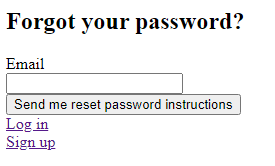 Forgot your password?
Email
Send me reset password instructions
Log in
Sign up